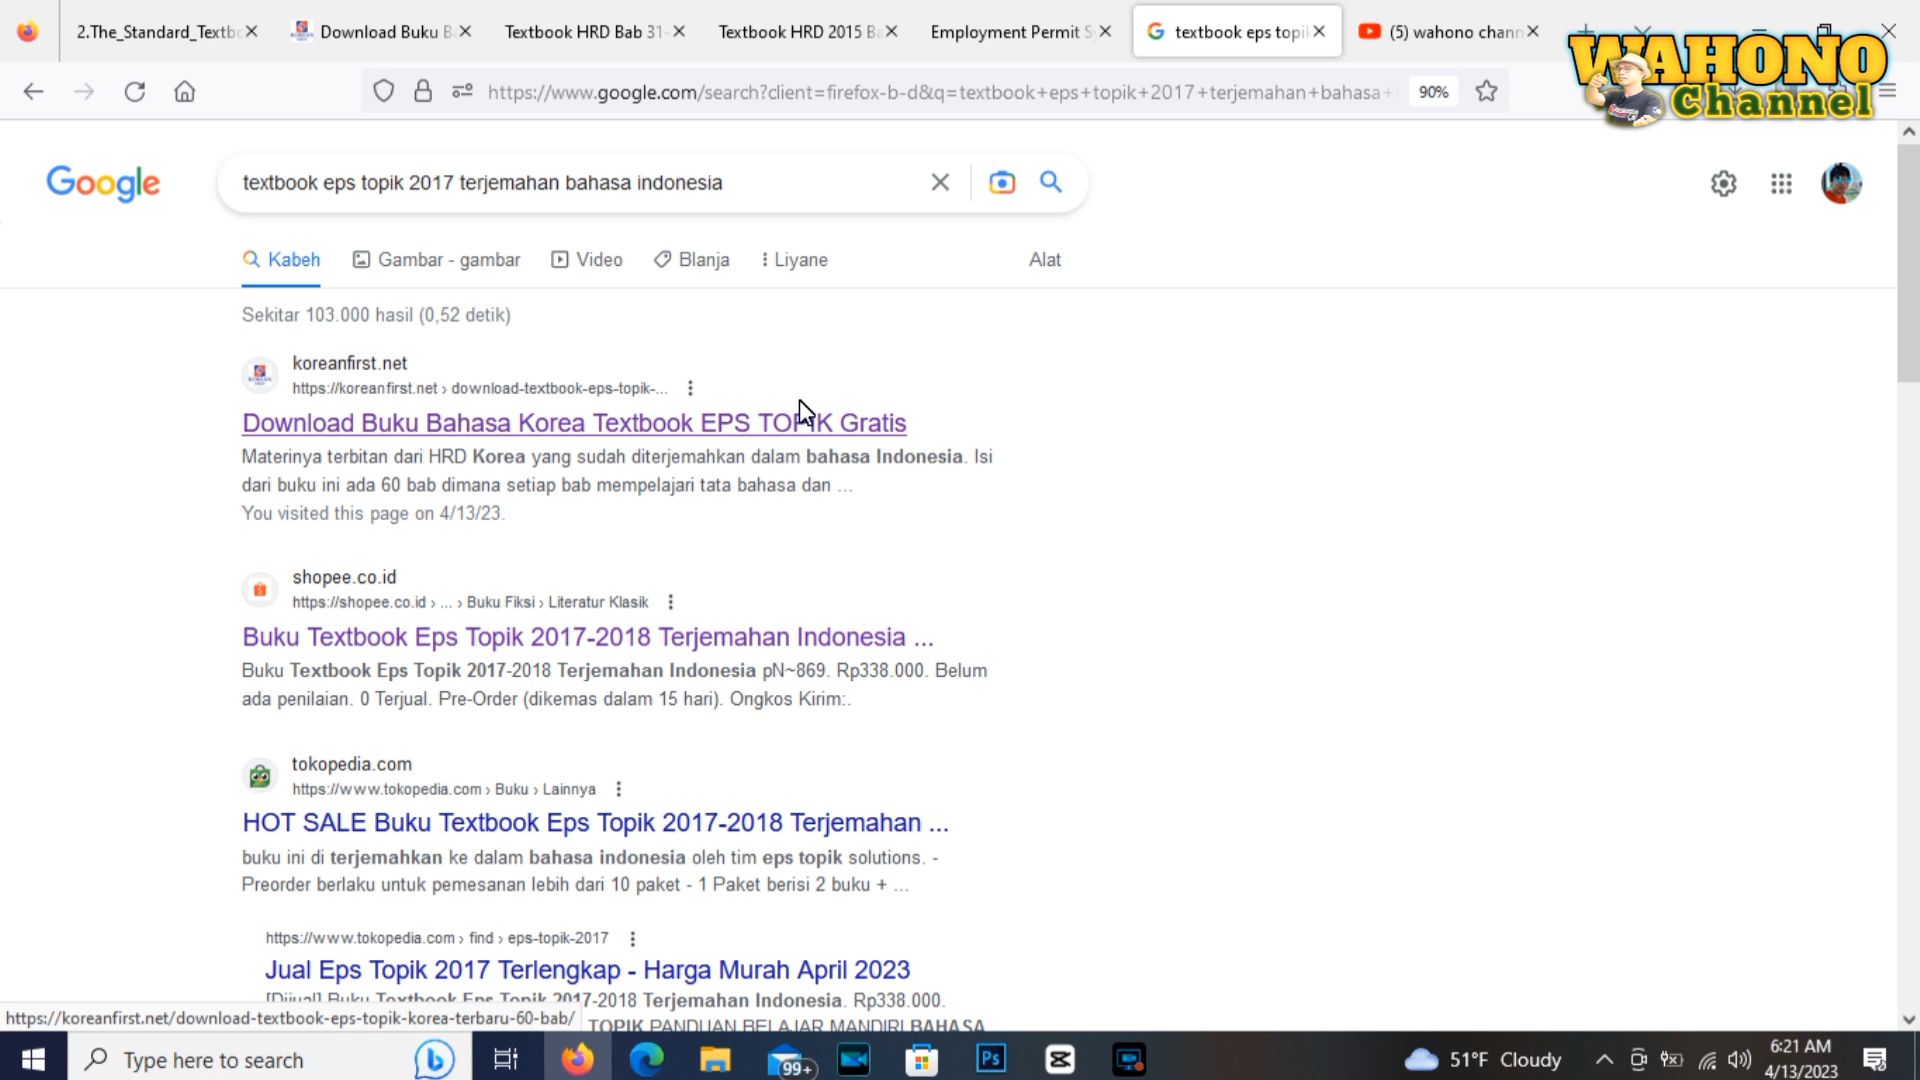 2.The_Standard_Textb
Download Buku B
Textbook HRD Bab 31-
Textbook HRD 2015 Ba
Employment Permit S
textbook eps topi
(5) wahono chann
WAHONO
Channel
https://www.google.com/search?client=firefox-b-d&q=textbook+eps+topik+2017+terjemahan+bahasa+i
90%
Google
textbook eps topik 2017 terjemahan bahasa indonesia
Kabeh
Gambar - gambar
Video
Blanja
Liyane
Alat
Sekitar 103.000 hasil (0,52 detik)
koreanfirst.net
https://koreanfirst.net › download-textbook-eps-topik-...
Download Buku Bahasa Korea Textbook EPS TOPIK Gratis
Materinya terbitan dari HRD Korea yang sudah diterjemahkan dalam bahasa Indonesia. Isi
dari buku ini ada 60 bab dimana setiap bab mempelajari tata bahasa dan ...
You visited this page on 4/13/23.
shopee.co.id
https://shopee.co.id › ... › Buku Fiksi › Literatur Klasik
Buku Textbook Eps Topik 2017-2018 Terjemahan Indonesia ...
Buku Textbook Eps Topik 2017-2018 Terjemahan Indonesia pN~869. Rp338.000. Belum
ada penilaian. 0 Terjual. Pre-Order (dikemas dalam 15 hari). Ongkos Kirim:.
tokopedia.com
https://www.tokopedia.com › Buku › Lainnya
HOT SALE Buku Textbook Eps Topik 2017-2018 Terjemahan ...
buku ini di terjemahkan ke dalam bahasa indonesia oleh tim eps topik solutions. -
Preorder berlaku untuk pemesanan lebih dari 10 paket - 1 Paket berisi 2 buku + ...
https://www.tokopedia.com › find › eps-topik-2017
Jual Eps Topik 2017 Terlengkap - Harga Murah April 2023
[Dijual] Buku Textbook Eps Topik 2017-2018 Terjemahan Indonesia. Rp338.000.
TOPIK PANDUAN BELAJAR MANDIRI BAHASA
https://koreanfirst.net/download-textbook-eps-topik-korea-terbaru-60-bab/
Type here to search
99+
Ps
51°F Cloudy
6:21 AM
4/13/2023